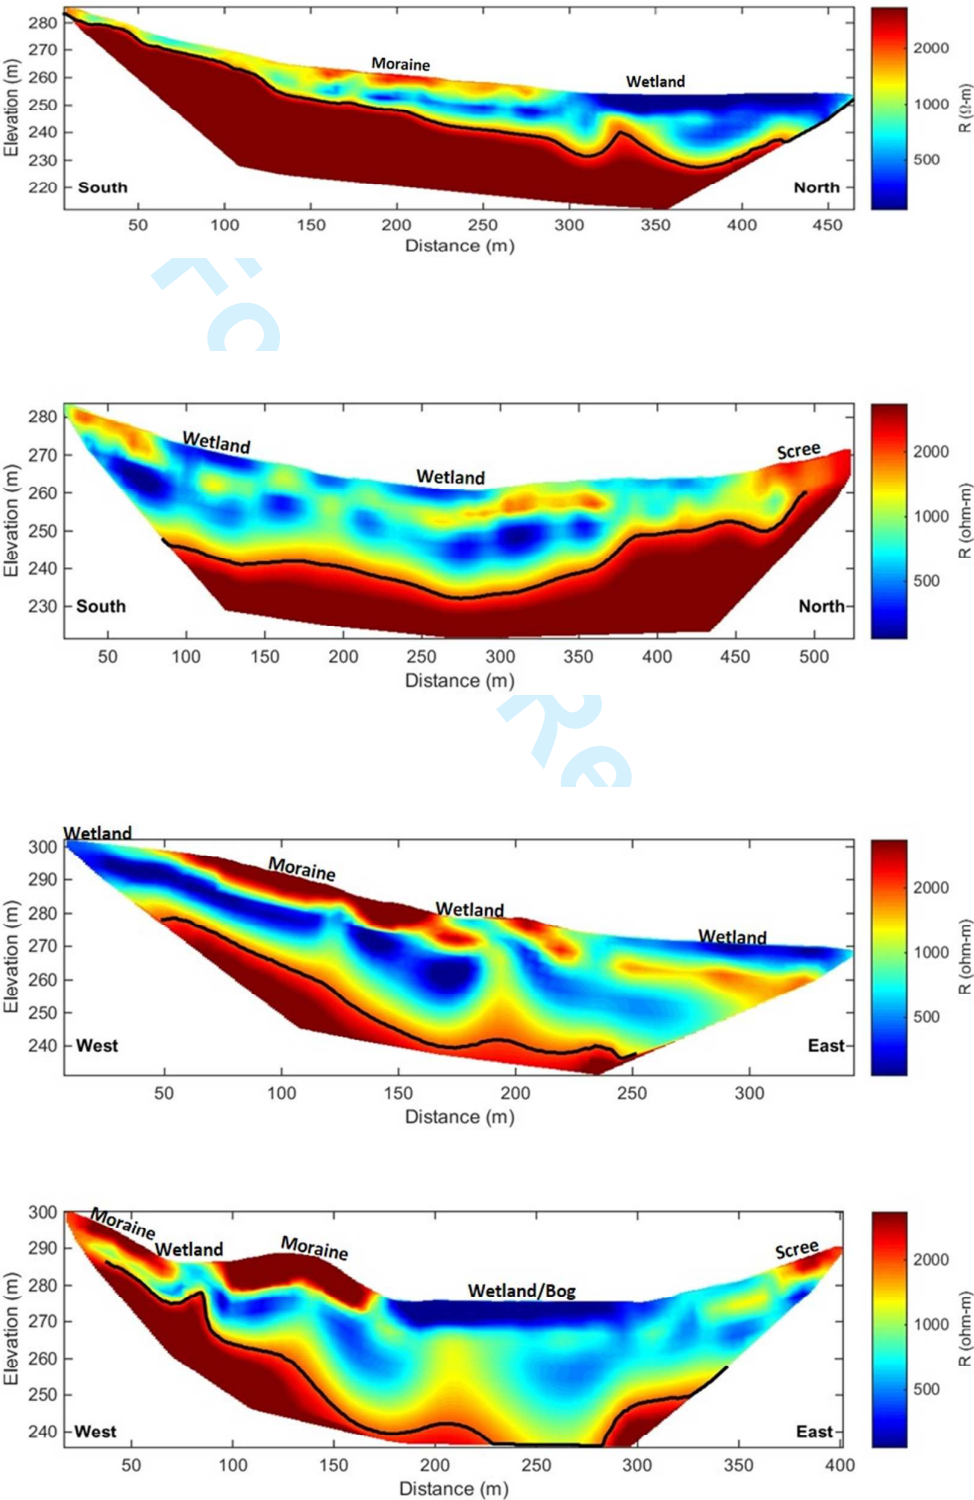 280
270
260
250
240
230
220
Elevation (m)
Moraine
Wetland
South
North
50 100 150 200 250 300 350 400 450
Distance (m)
2000
1000
500
R (Ω-m)
Fo
280
270
260
250
240
230
Elevation (m)
Wetland
Wetland
Scree
South
North
50 100 150 200 250 300 350 400 450 500
Distance (m)
2000
1000
500
R (ohm-m)
Re
300
290
280
270
260
250
240
Elevation (m)
Wetland
Moraine
Wetland
Wetland
West
East
50 100 150 200 250 300
Distance (m)
2000
1000
500
R (ohm-m)
300
290
280
270
260
250
240
Elevation (m)
Moraine
Wetland
Moraine
Wetland/Bog
Scree
West
East
50 100 150 200 250 300 350 400
Distance (m)
2000
1000
500
R (ohm-m)